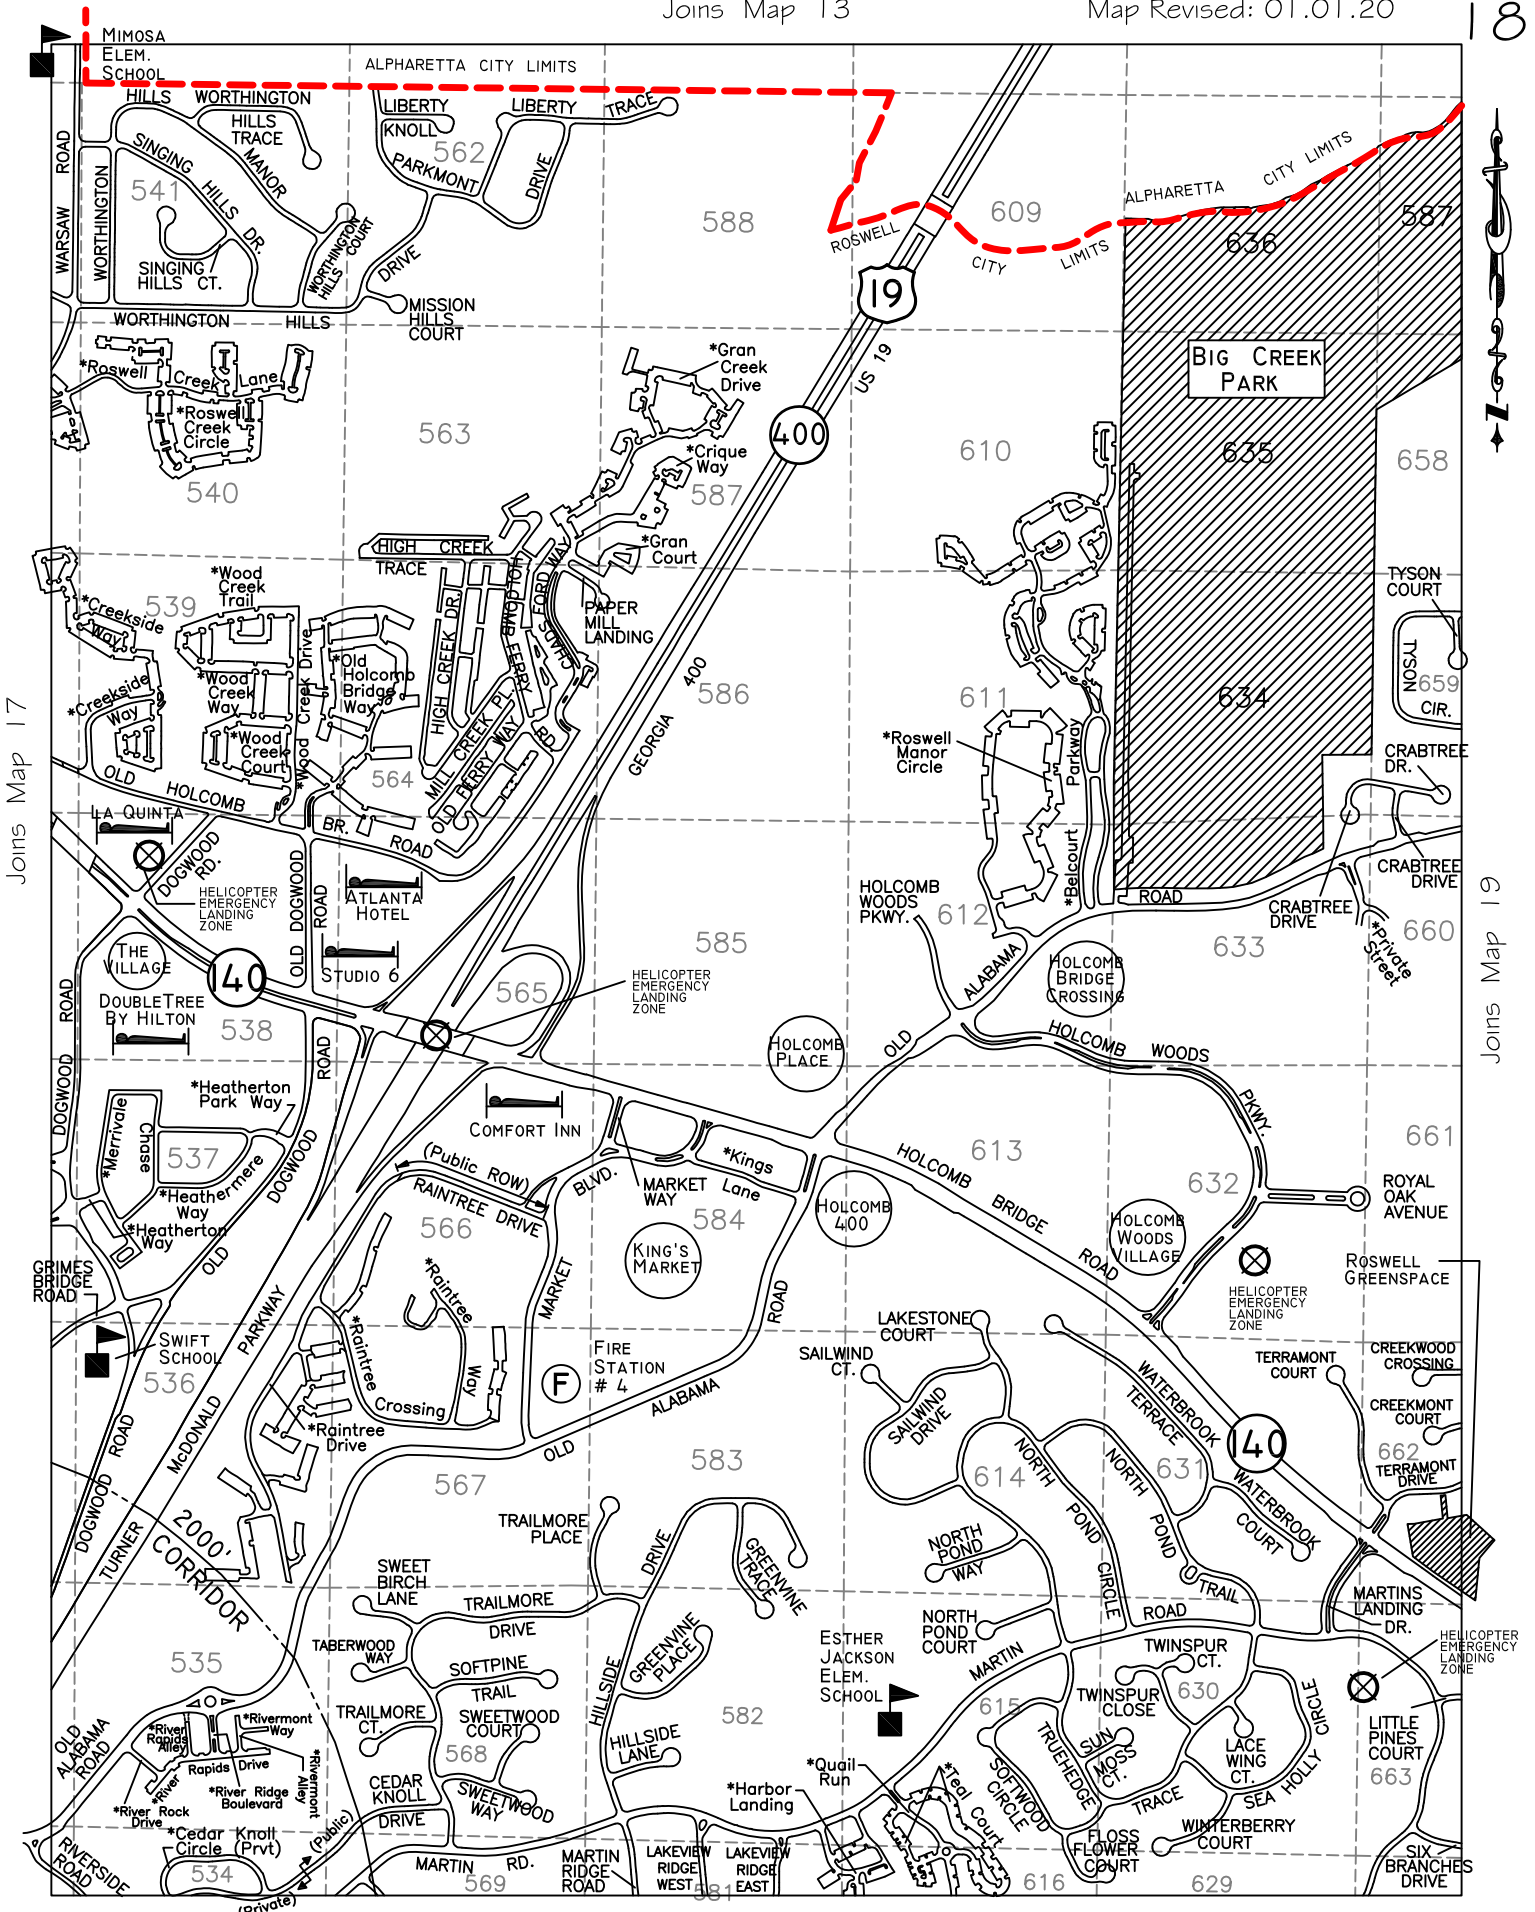 Joins Map 13
Map Revised: 01.01.20
18
MIMOSA
ELEM.
SCHOOL
ALPHARETTA CITY LIMITS
HILLS WORTHINGTON
HILLS
TRACE
MANOR
LIBERTY
KNOLL
LIBERTY TRACE
562
PARKMONT
DRIVE
WARSAW ROAD
WORTHINGTON
SINGING HILLS DR.
541
SINGING
HILLS CT.
WORTHINGTON
HILLS COURT
DRIVE
588
609
ALPHARETTA CITY LIMITS
ROSWELL CITY LIMITS
636
587
19
MISSION
HILLS
COURT
WORTHINGTON HILLS
US 19
BIG CREEK
PARK
*Roswell Creek Lane
*Roswell
Creek
Circle
*Gran
Creek
Drive
400
563
610
635
658
*Crique
Way
587
540
HIGH CREEK
TRACE
*Gran
Court
TYSON
COURT
*Wood
Creek
Trail
539
*Creekside
Way
HIGH CREEK DR.
HOLCOMB FERRY
CHADS FORD WAY
RD
PAPER
MILL
LANDING
*Old
Holcomb
Bridge
Way
*Wood Creek Drive
*Wood
Creek
Way
*Creekside
Way
586
611
634
TYSON
659
CIR.
Joins Map 17
GEORGIA 400
MILL CREEK PL.
OLD FERRY WAY
*Wood
Creek
Court
564
*Roswell
Manor
Circle
Parkway
*Belcourt
CRABTREE
DR.
OLD HOLCOMB BR. ROAD
LA QUINTA
DOGWOOD
RD.
HELICOPTER
EMERGENCY
LANDING
ZONE
OLD DOGWOOD ROAD
ATLANTA
HOTEL
HOLCOMB
WOODS
PKWY.
612
ROAD
CRABTREE
DRIVE
CRABTREE
DRIVE
Joins Map 19
THE
VILLAGE
140
STUDIO 6
585
633
660
*Private
Street
565
HELICOPTER
EMERGENCY
LANDING
ZONE
ALABAMA
HOLCOMB
BRIDGE
CROSSING
DOUBLETREE
BY HILTON
538
ROAD
DOGWOOD ROAD
HOLCOMB
PLACE
OLD
HOLCOMB WOODS PKWY.
*Heatherton
Park Way
COMFORT INN
*Merrivale
Chase
537
DOGWOOD
(Public ROW)
RAINTREE DRIVE
BLVD.
MARKET
WAY
*Kings
Lane
HOLCOMB BRIDGE ROAD
613
661
*Heathermere
Way
*Heatherton
Way
OLD
566
584
KING'S
MARKET
HOLCOMB
400
632
HOLCOMB
WOODS
VILLAGE
ROYAL
OAK
AVENUE
GRIMES
BRIDGE
ROAD
PARKWAY
*Raintree
Way
MARKET
ROAD
HELICOPTER
EMERGENCY
LANDING
ZONE
ROSWELL
GREENSPACE
SWIFT
SCHOOL
536
*Raintree
Crossing
FIRE
STATION
# 4
F
LAKESTONE
COURT
SAILWIND
CT.
SAILWIND
DRIVE
WATERBROOK
TERRACE
TERRAMONT
COURT
CREEKWOOD
CROSSING
CREEKMONT
COURT
McDONALD
ROAD
*Raintree
Drive
ALABAMA
OLD
567
583
614
NORTH POND CIRCLE
NORTH POND
631
140
662
TERRAMONT
DRIVE
DOGWOOD
TURNER
2000'
CORRIDOR
TRAILMORE
PLACE
DRIVE
GREENVINE
TRACE
NORTH
POND
WAY
WATERBROOK
COURT
SWEET
BIRCH
LANE
TRAILMORE
DRIVE
TRAIL
MARTINS
LANDING
DR.
NORTH
POND
COURT
ROAD
TABERWOOD
WAY
SOFTPINE
TRAIL
GREENVINE
PLACE
HILLSIDE
ESTHER
JACKSON
ELEM.
SCHOOL
MARTIN
TWINSPUR
CT.
HELICOPTER
EMERGENCY
LANDING
ZONE
535
TRAILMORE
CT.
SWEETWOOD
COURT
582
615
TWINSPUR
CLOSE
630
OLD
ALABAMA
ROAD
*River
Rapids
Alley
*Rivermont
Way
Rapids Drive
*River
568
HILLSIDE
LANE
TRUEHEDGE
SUN
MOSS
CT.
LACE
WING
CT.
SEA HOLLY CIRCLE
LITTLE
PINES
COURT
663
*River Ridge
Boulevard
*Rivermont
Alley
*River Rock
Drive
CEDAR
KNOLL
DRIVE
SWEETWOOD
WAY
*Quail
Run
*Harbor
Landing
*Teal Court
SOFTWOOD
CIRCLE
TRACE
WINTERBERRY
COURT
*Cedar Knoll
Circle (Prvt)
(Public)
(Private)
RIVERSIDE
ROAD
534
MARTIN RD.
569
MARTIN
RIDGE
ROAD
LAKEVIEW
RIDGE
WEST
581
LAKEVIEW
RIDGE
EAST
616
FLOSS
FLOWER
COURT
629
SIX
BRANCHES
DRIVE